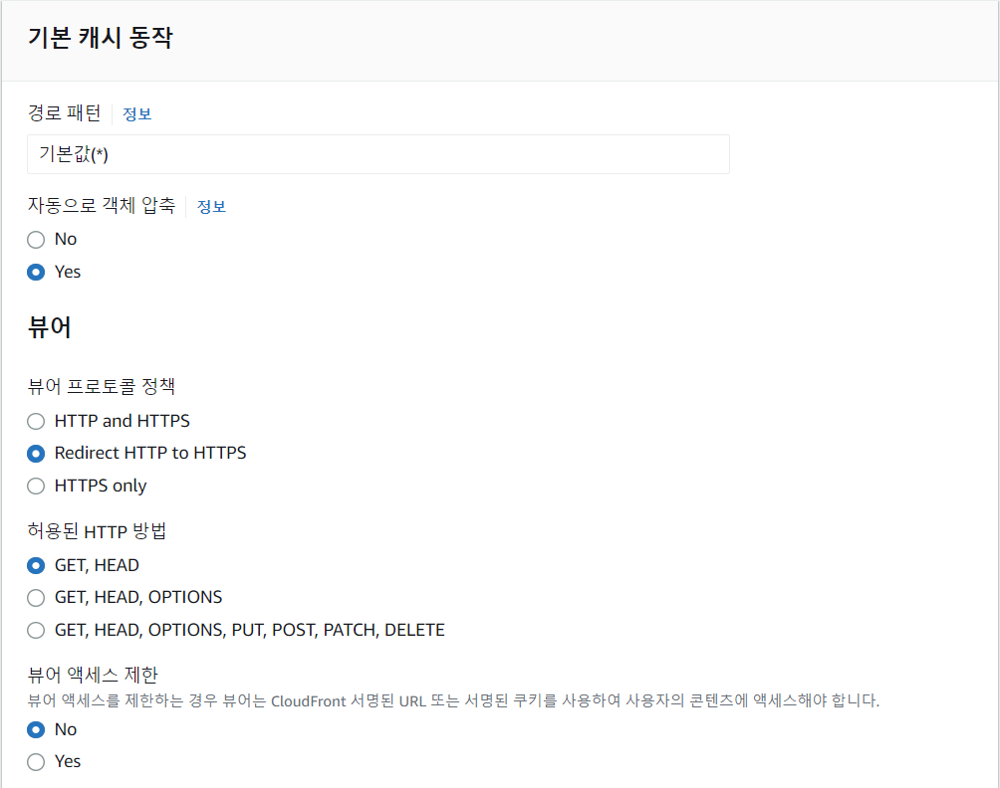 기본 캐시 동작
경로 패턴 정보
기본값(*)
자동으로 객체 압축 정보
No
Yes
뷰어
뷰어 프로토콜 정책
HTTP and HTTPS
Redirect HTTP to HTTPS
HTTPS only
허용된 HTTP 방법
GET, HEAD
GET, HEAD, OPTIONS
GET, HEAD, OPTIONS, PUT, POST, PATCH, DELETE
뷰어 액세스 제한
뷰어 액세스를 제한하는 경우 뷰어는 CloudFront 서명된 URL 또는 서명된 쿠키를 사용하여 사용자의 콘텐츠에 액세스해야 합니다.
No
Yes